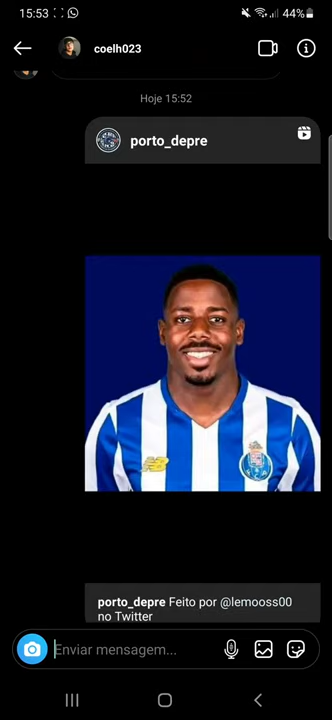 15:53
44%
coelh023
Hoje 15:52
porto_depre
porto_depre Feito por @lemooss00
no Twitter
Enviar mensagem...